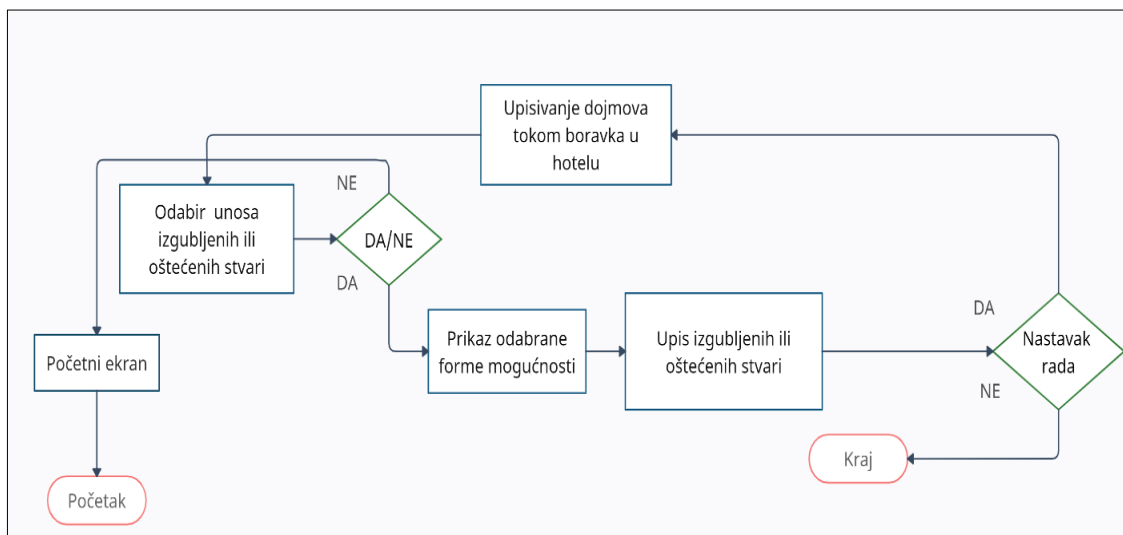 Upisivanje dojmova
tokom boravka u
hotelu
NE
Odabir unosa
izgubljenih ili
oštećenih stvari
DA/NE
DA
Početni ekran
Prikaz odabrane
forme mogućnosti
Upis izgubljenih ili
oštećenih stvari
DA
Nastavak
rada
NE
Kraj
Početak